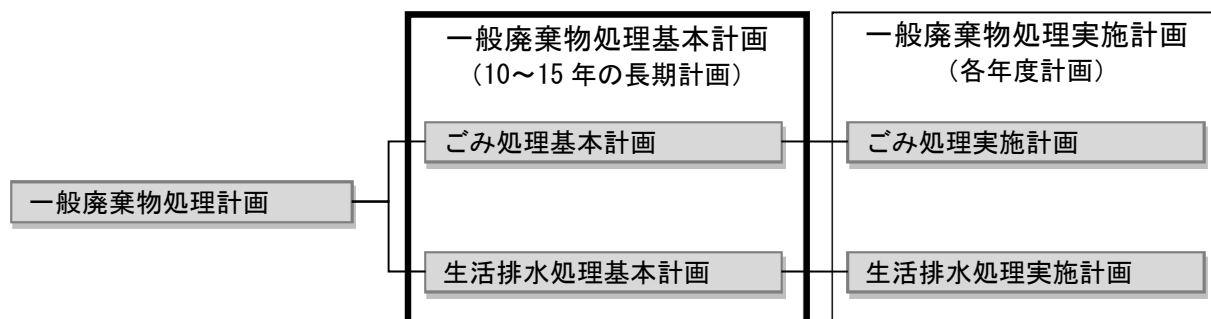 一般廃棄物処理基本計画
（10～15 年の長期計画）
一般廃棄物処理実施計画
（各年度計画）
ごみ処理基本計画
ごみ処理実施計画
一般廃棄物処理計画
生活排水処理基本計画
生活排水処理実施計画